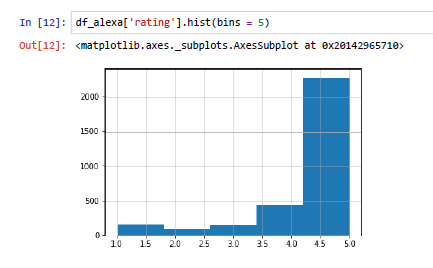 In [12]: df_alexa['rating'].hist(bins = 5)
Out[12]: <matplotlib.axes._subplots.AxesSubplot at 0x20142965710>
2000
1500
1000
500
0
1.0 1.5 2.0 2.5 3.0 3.5 4.0 4.5 5.0